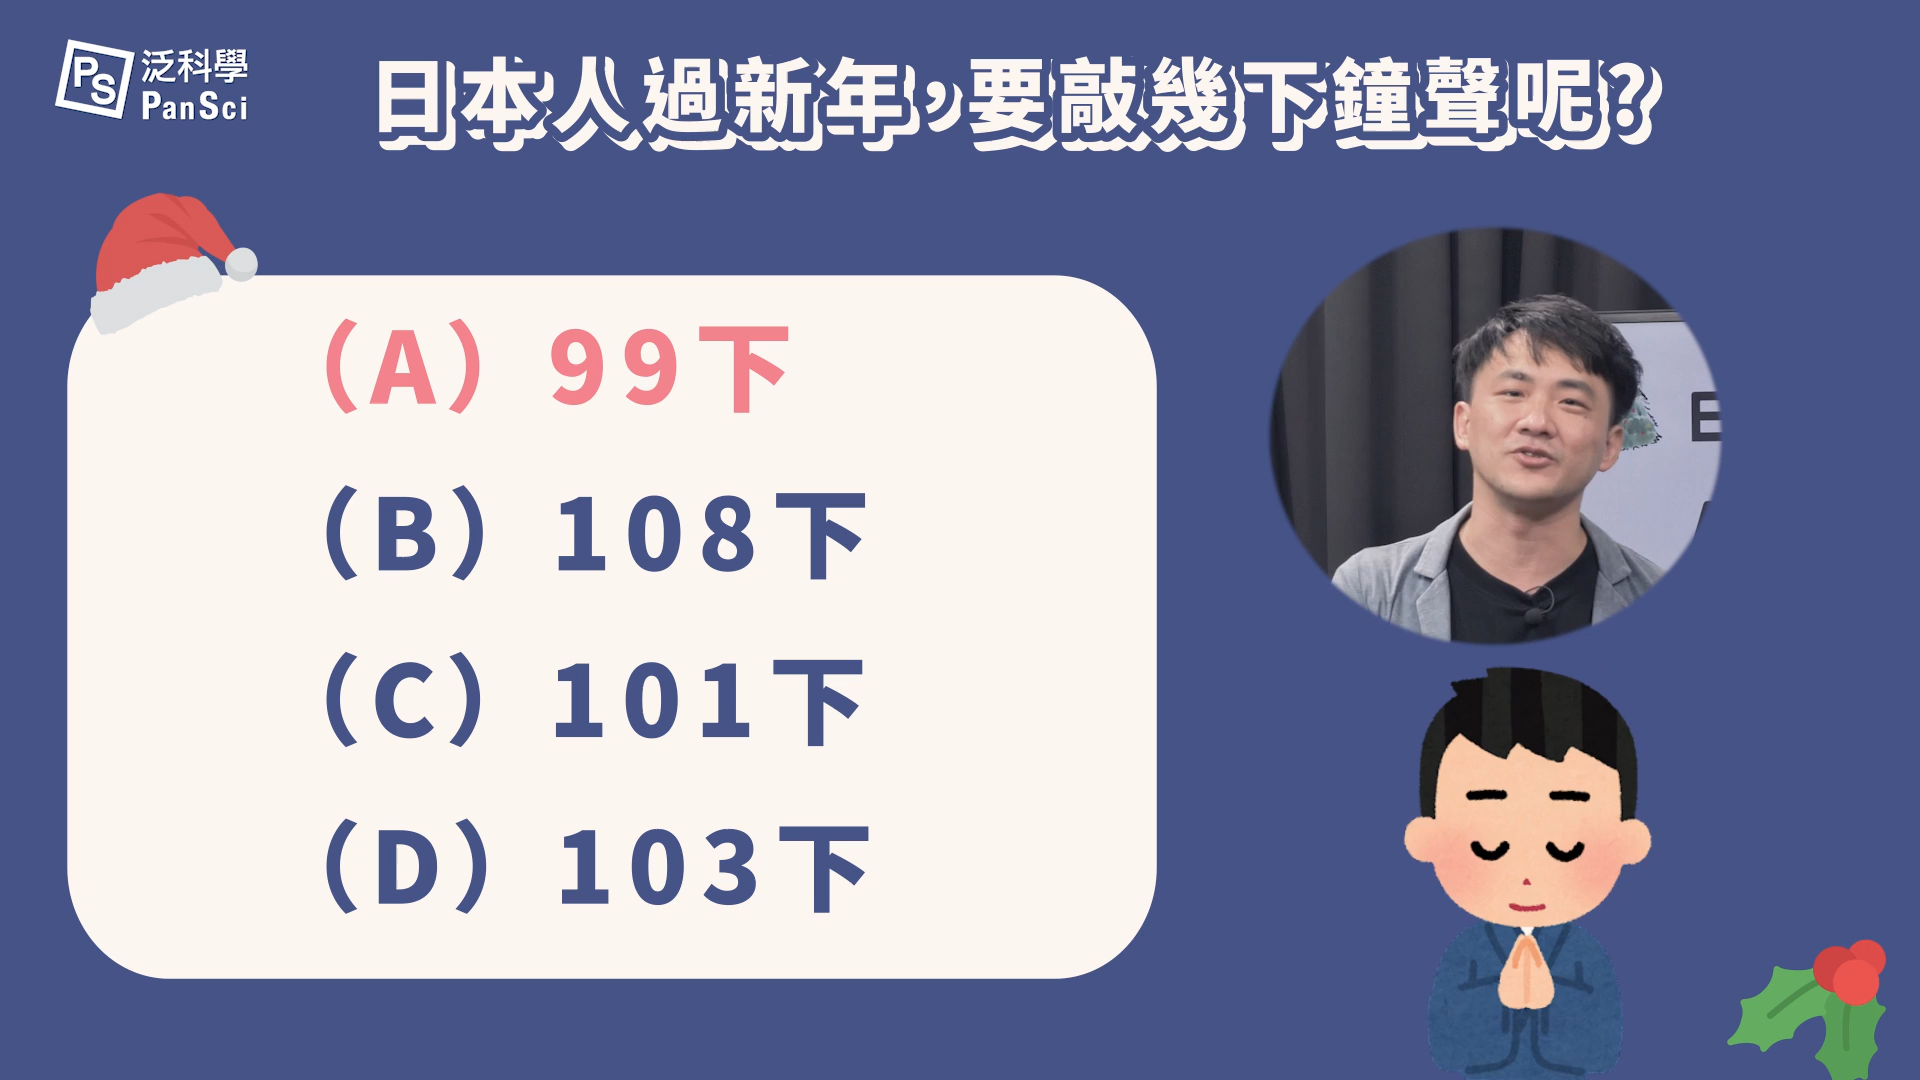 PS 泛科學
PanSci
日本人過新年，要敲幾下鐘聲呢？
（A）99下
（B）108下
（C）101下
（D）103下
E